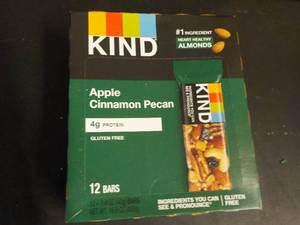 KIND
#1 INGREDIENT
HEART HEALTHY
ALMONDS
Apple
Cinnamon Pecan
4g PROTEIN
GLUTEN FREE
KIND
12 BARS
INGREDIENTS YOU CAN
SEE & PRONOUNCE®
GLUTEN
FREE